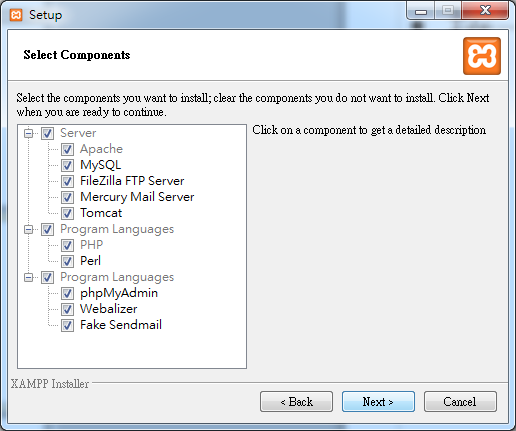 Setup
Select Components
Select the components you want to install; clear the components you do not want to install. Click Next
when you are ready to continue.
Click on a component to get a detailed description
Server
Apache
MySQL
FileZilla FTP Server
Mercury Mail Server
Tomcat
Program Languages
PHP
Perl
Program Languages
phpMyAdmin
Webalizer
Fake Sendmail
XAMPP Installer
< Back
Next >
Cancel